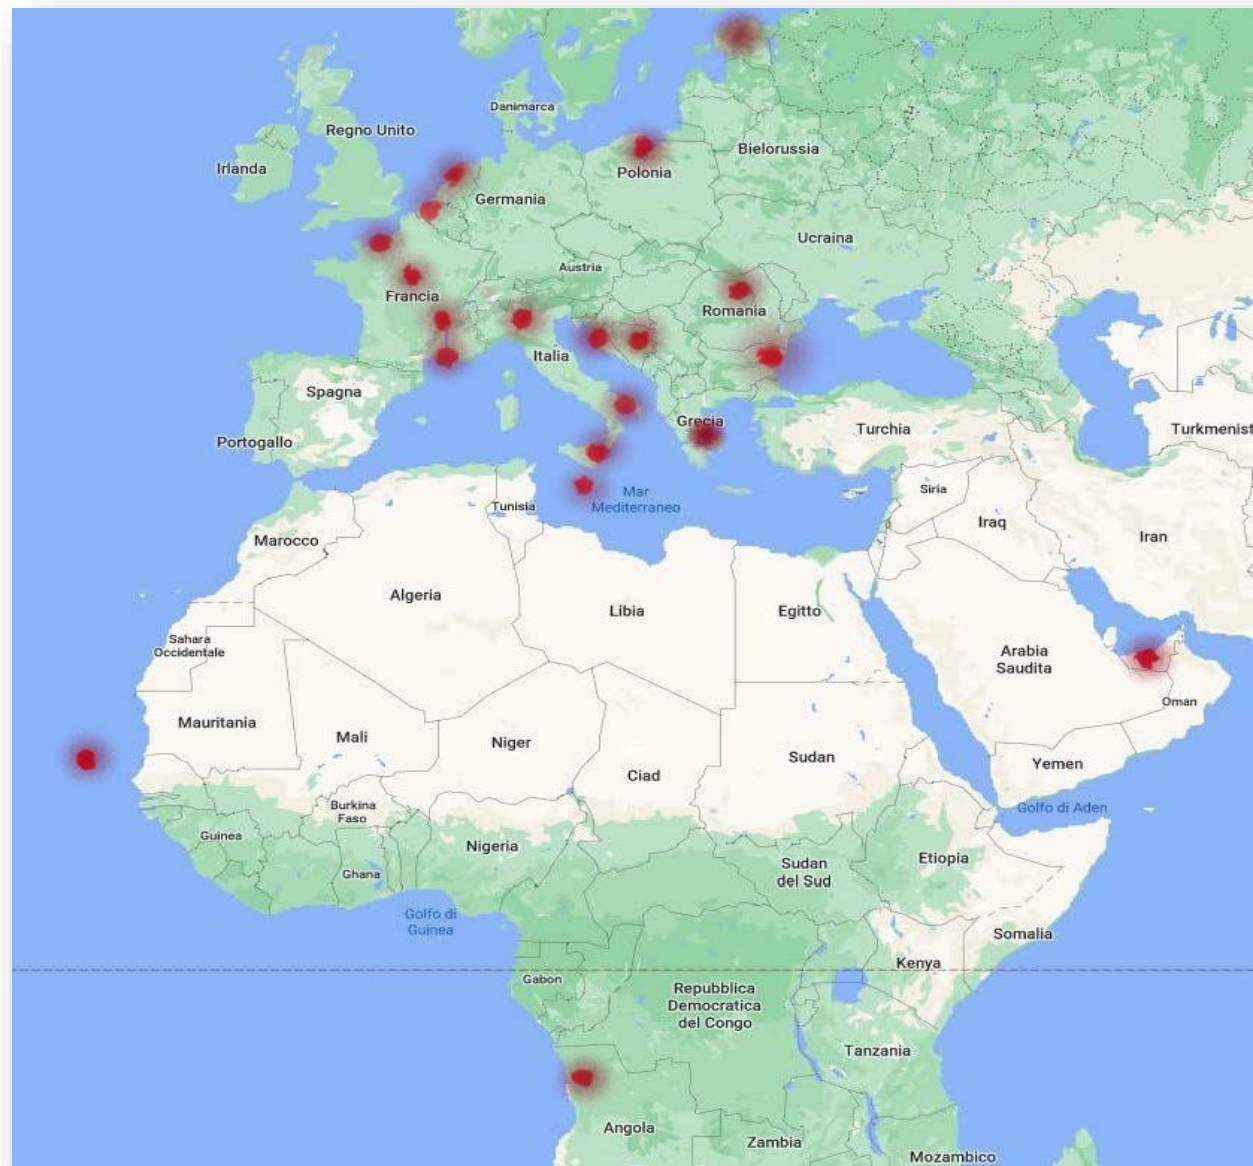 Danimarca
Regno Unito
Irlanda
Bielorussia
Polonia
Germania
Ucraina
Austria
Francia
Romania
Italia
Spagna
Grecia
Portogallo
Turchia
Turkmenist
Siria
Mar
Mediterraneo
Tunisia
Iraq
Iran
Marocco
Algeria
Libia
Egitto
Sahara
Occidentale
Arabia
Saudita
Oman
Mauritania
Mali
Niger
Ciad
Sudan
Yemen
Burkina
Faso
Golfo di Aden
Guinea
Nigeria
Ghana
Sudan
del Sud
Etiopia
Golfo di
Guinea
Somalia
Kenya
Gabon
Repubblica
Democratica
del Congo
Tanzania
Angola
Zambia
Mozambico